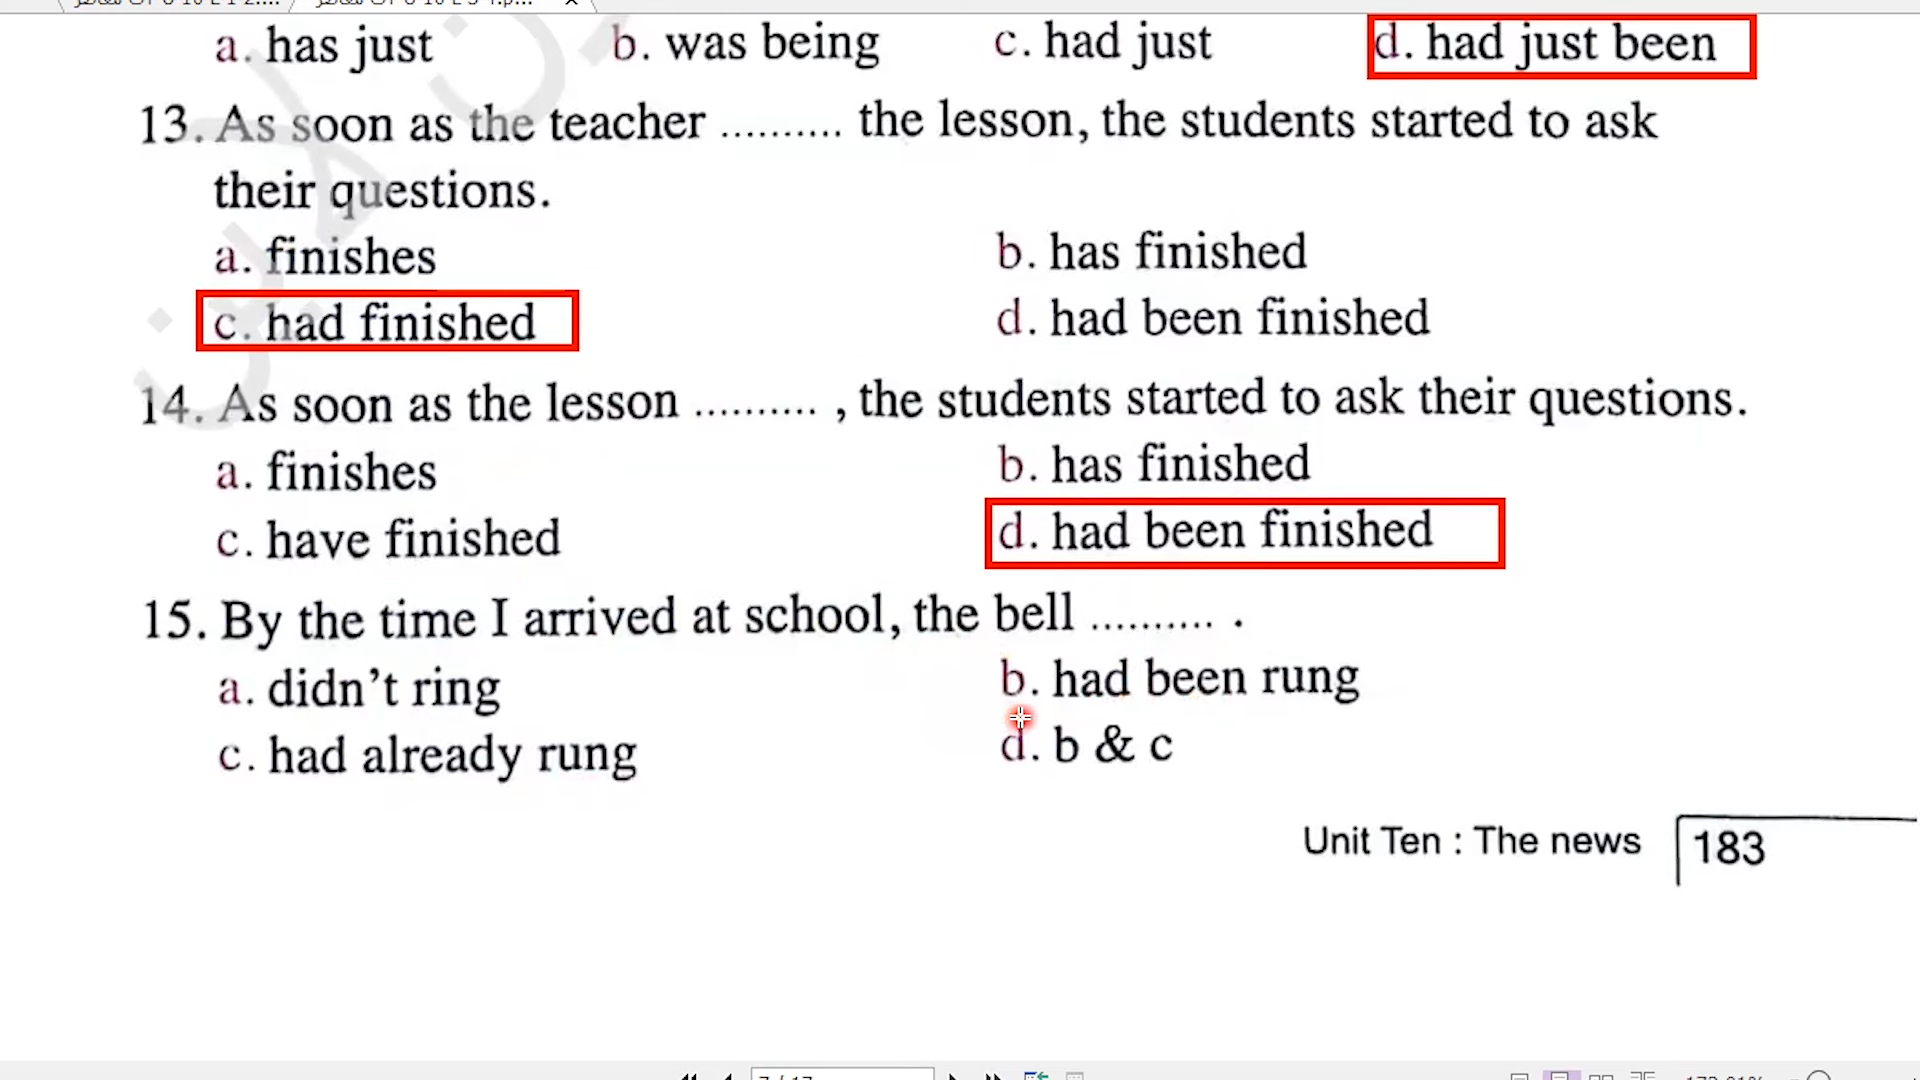 a. has just b. was being c. had just d. had just been
13. As soon as the teacher .......... the lesson, the students started to ask
their questions.
a. finishes b. has finished
c. had finished d. had been finished
14. As soon as the lesson .......... , the students started to ask their questions.
a. finishes b. has finished
c. have finished d. had been finished
15. By the time I arrived at school, the bell .......... .
a. didn't ring b. had been rung
c. had already rung d. b & c
Unit Ten : The news 183